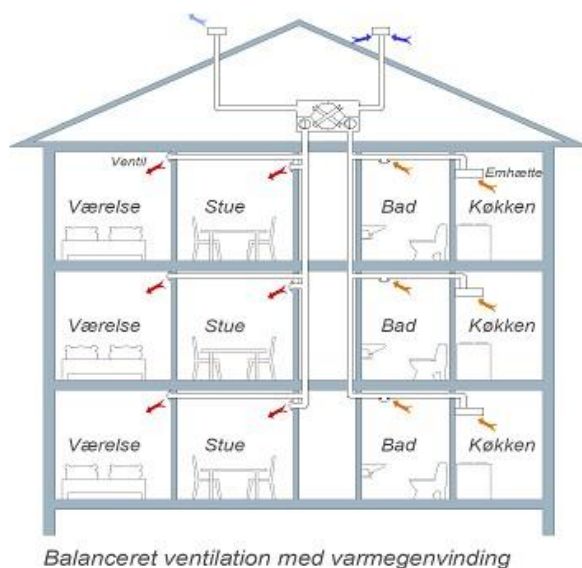 Ventil
Emhætte
Værelse Stue Bad Køkken
Værelse Stue Bad Køkken
Værelse Stue Bad Køkken
Balanceret ventilation med varmegenvinding